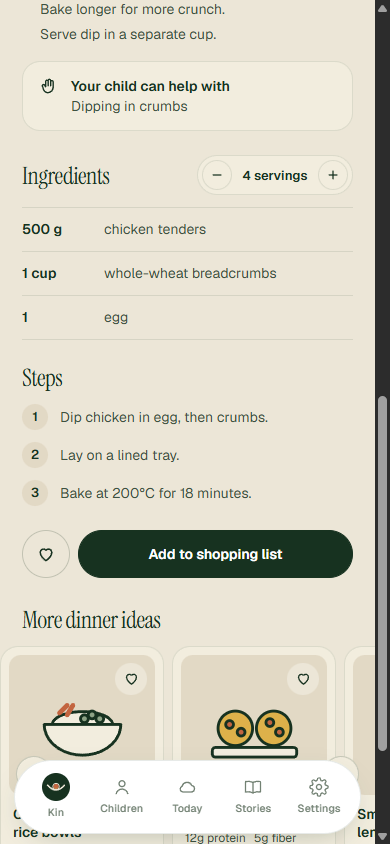 Bake longer for more crunch.
Serve dip in a separate cup.
Your child can help with
Dipping in crumbs
Ingredients
4 servings
500 g chicken tenders
1 cup whole-wheat breadcrumbs
1 egg
Steps
1 Dip chicken in egg, then crumbs.
2 Lay on a lined tray.
3 Bake at 200°C for 18 minutes.
Add to shopping list
More dinner ideas
rice bowls
12g protein 5g fiber
Kin
Children
Today
Stories
Settings